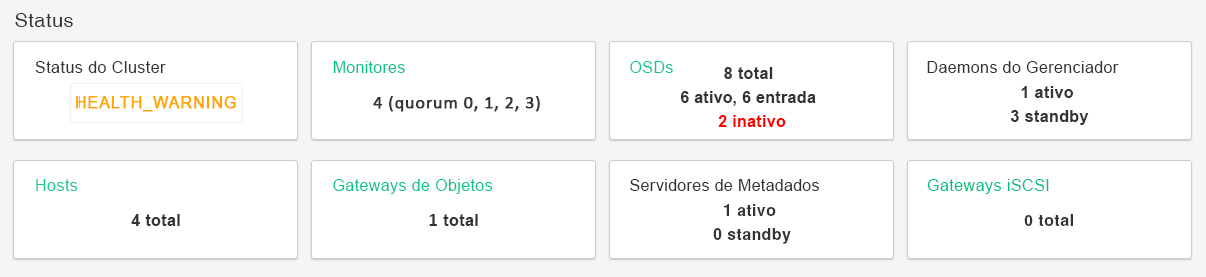 Status
Status do Cluster
HEALTH_WARNING
Monitores
4 (quorum 0, 1, 2, 3)
OSDs
8 total
6 ativo, 6 entrada
2 inativo
Daemons do Gerenciador
1 ativo
3 standby
Hosts
4 total
Gateways de Objetos
1 total
Servidores de Metadados
1 ativo
0 standby
Gateways iSCSI
0 total